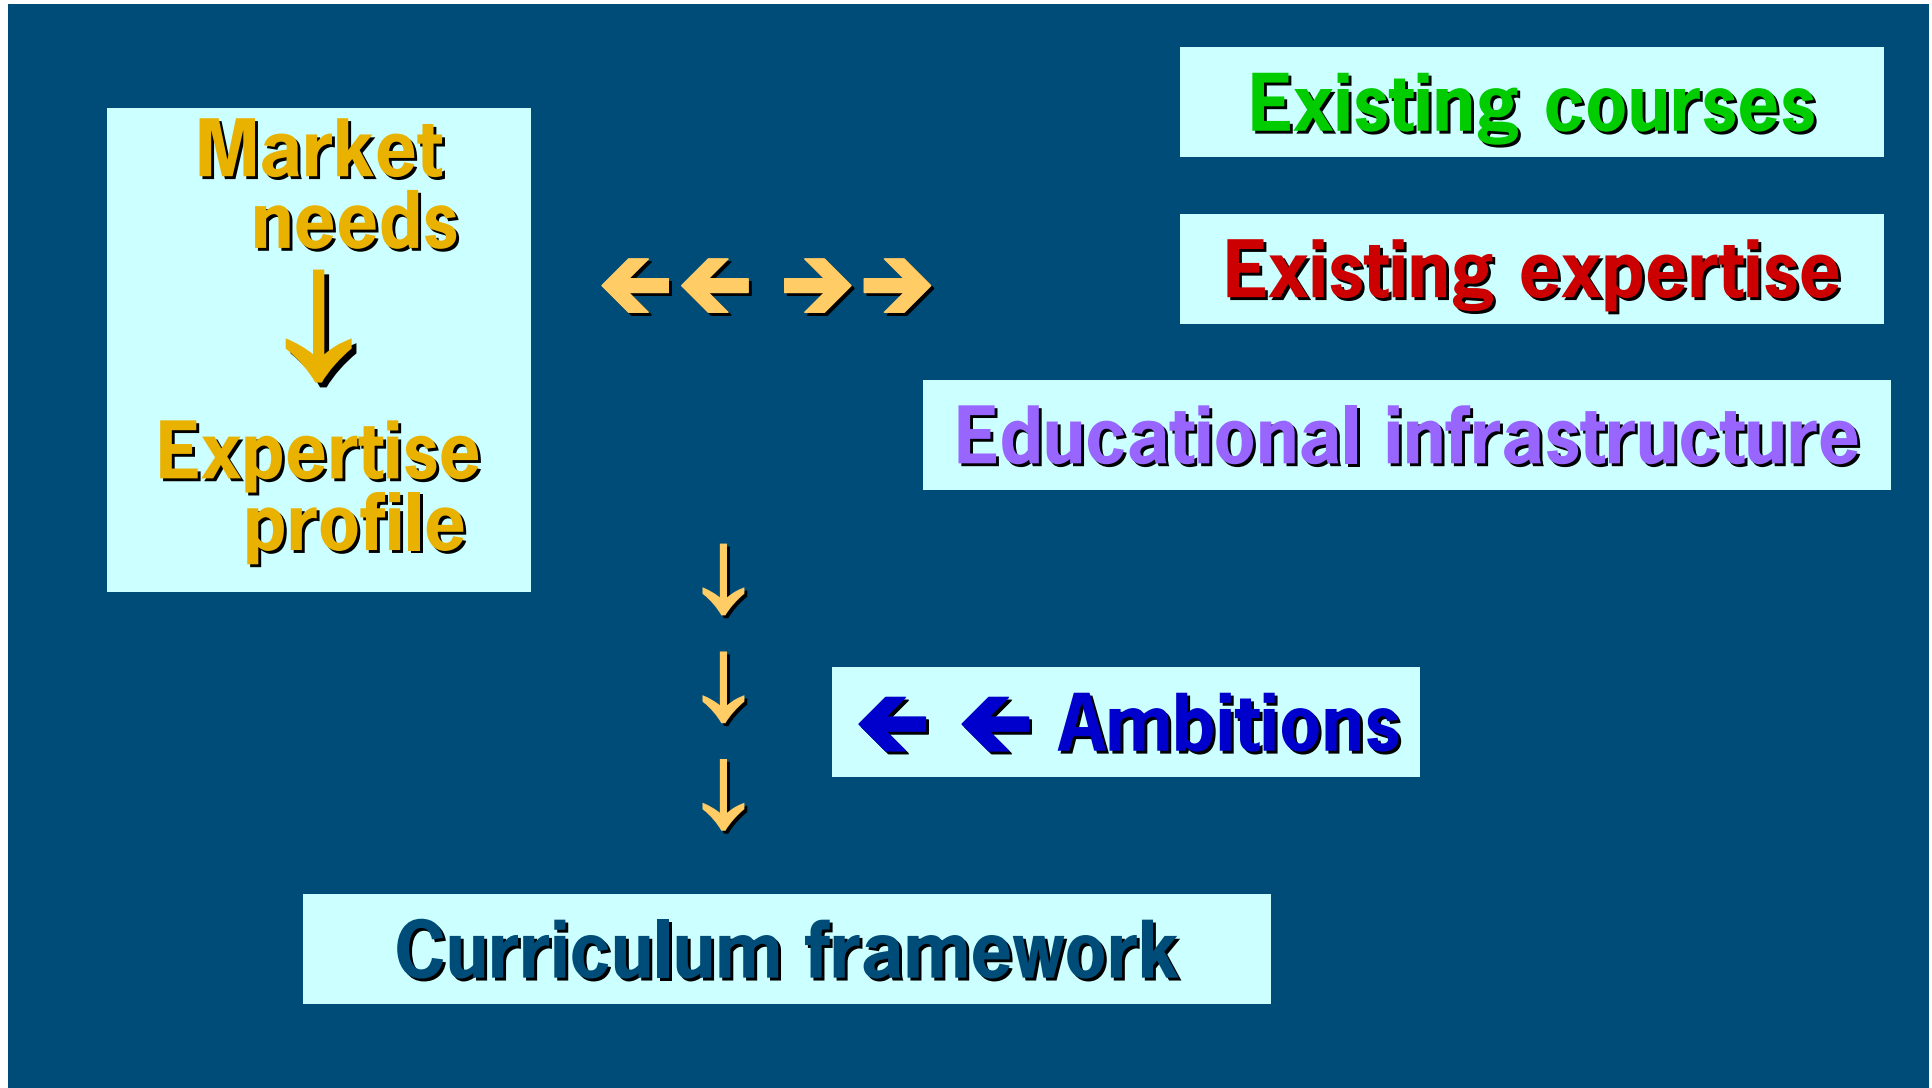 Market
needs
↓
Expertise
profile
🡸🡸 🡺🡺
Existing courses
Existing expertise
Educational infrastructure
↓
↓
🡸 🡸 Ambitions
↓
Curriculum framework